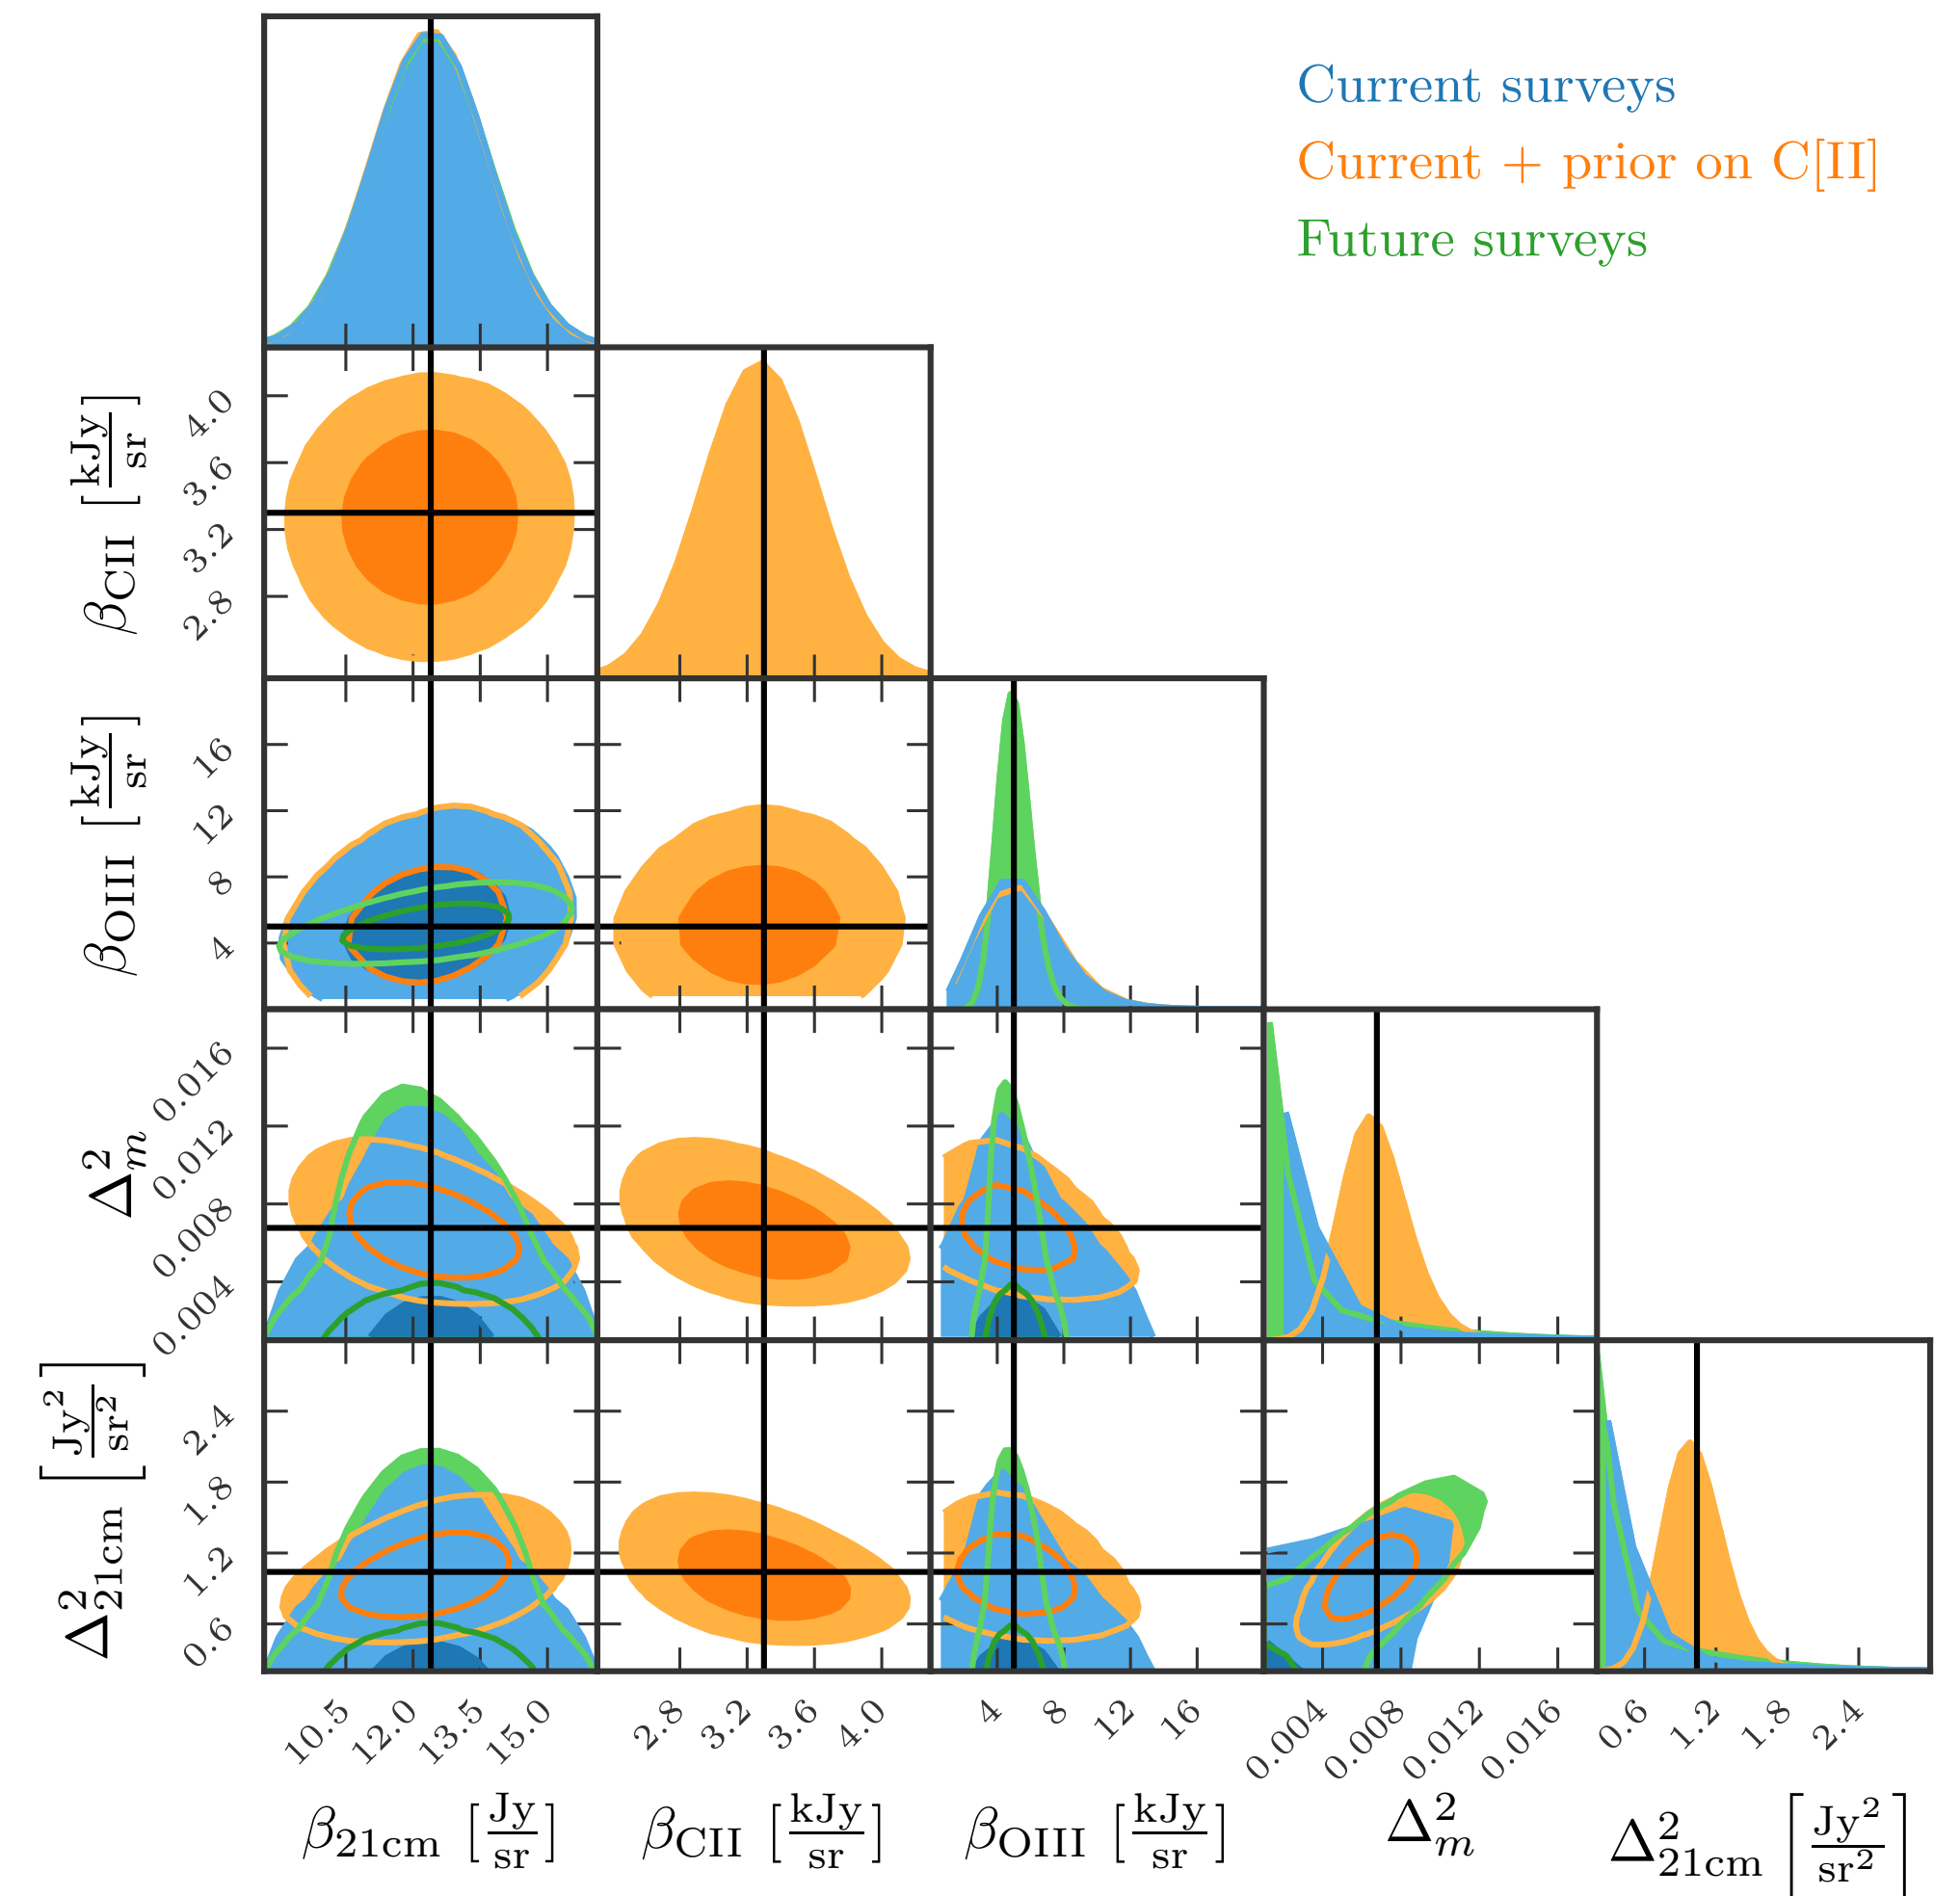 Current surveys
Current + prior on C[II]
Future surveys
β_CII [kJy/sr]
4.0
3.6
3.2
2.8
β_OIII [kJy/sr]
16
12
8
4
Δ²_m
0.016
0.012
0.008
0.004
Δ²_21cm [Jy²/sr²]
2.4
1.8
1.2
0.6
10.5 12.0 13.5 15.0 2.8 3.2 3.6 4.0 4 8 12 16 0.004 0.008 0.012 0.016 0.6 1.2 1.8 2.4
β_21cm [Jy/sr] β_CII [kJy/sr] β_OIII [kJy/sr] Δ²_m Δ²_21cm [Jy²/sr²]